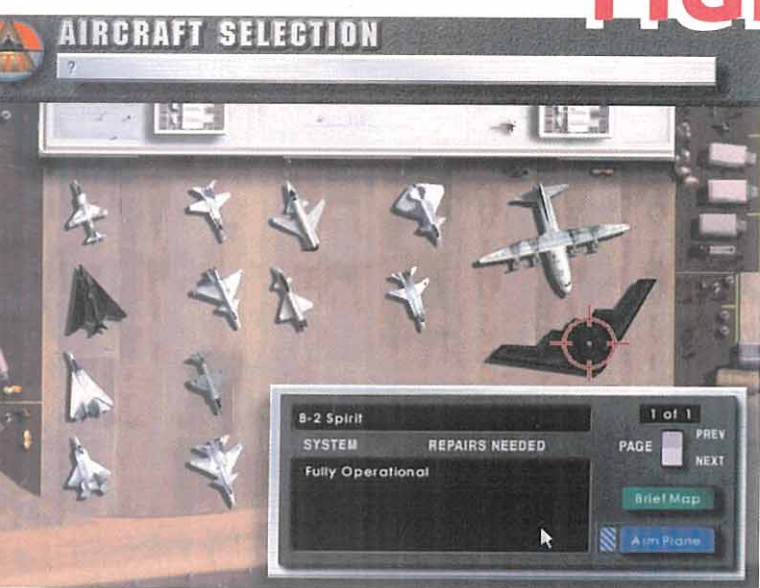 AIRCRAFT SELECTION
?
B-2 Spirit
1 of 1
SYSTEM REPAIRS NEEDED
PAGE
PREV
NEXT
Fully Operational
Brief Map
Arm Plane